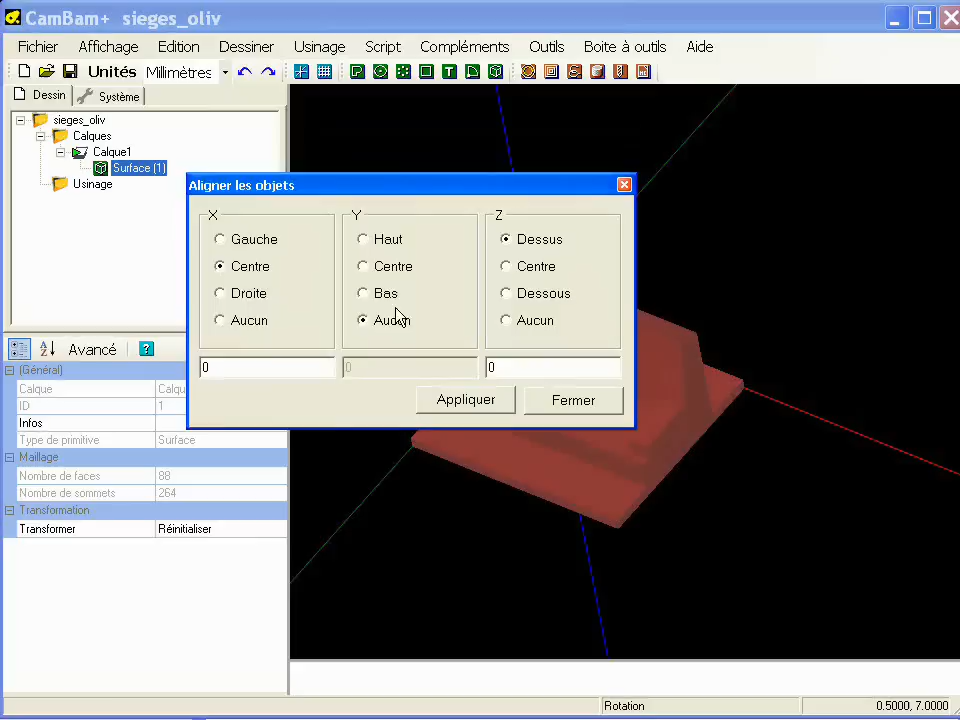 CamBam+ sieges_oliv
Fichier Affichage Edition Dessiner Usinage Script Compléments Outils Boite à outils Aide
Unités Millimètres
Dessin Système
sieges_oliv
Calques
Calque1
Surface (1)
Usinage
Aligner les objets
X Y Z
Gauche Haut Dessus
Centre Centre Centre
Droite Bas Dessous
Aucun Aucun Aucun
0 0 0
Appliquer Fermer
Avancé
(Général)
Calque Calqu
ID 1
Infos
Type de primitive Surface
Maillage
Nombre de faces 88
Nombre de sommets 264
Transformation
Transformer Réinitialiser
Rotation 0.5000, 7.0000